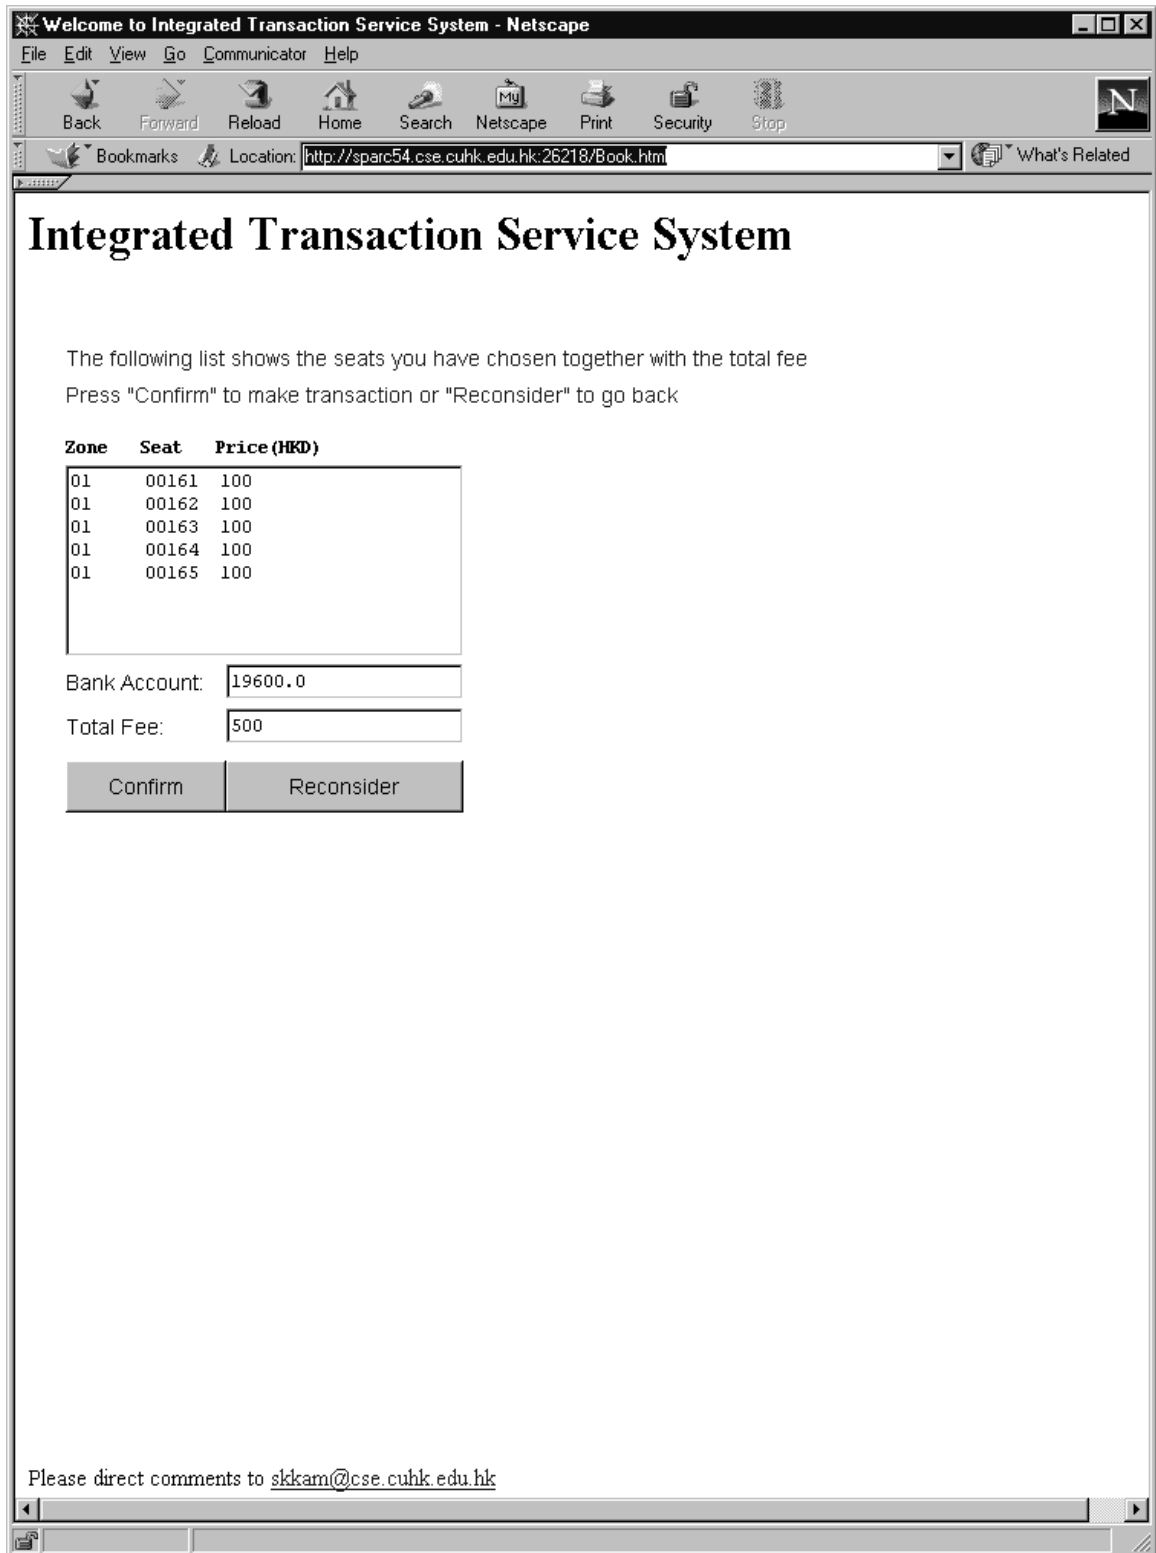 Welcome to Integrated Transaction Service System - Netscape
File Edit View Go Communicator Help
My
N
Back Forward Reload Home Search Netscape Print Security Stop
Bookmarks Location: http://sparc54.cse.cuhk.edu.hk:26218/Book.html What's Related
Integrated Transaction Service System
The following list shows the seats you have chosen together with the total fee
Press "Confirm" to make transaction or "Reconsider" to go back
Zone Seat Price(HKD)
01 00161 100
01 00162 100
01 00163 100
01 00164 100
01 00165 100
Bank Account: 19600.0
Total Fee: 500
Confirm Reconsider
Please direct comments to skkam@cse.cuhk.edu.hk